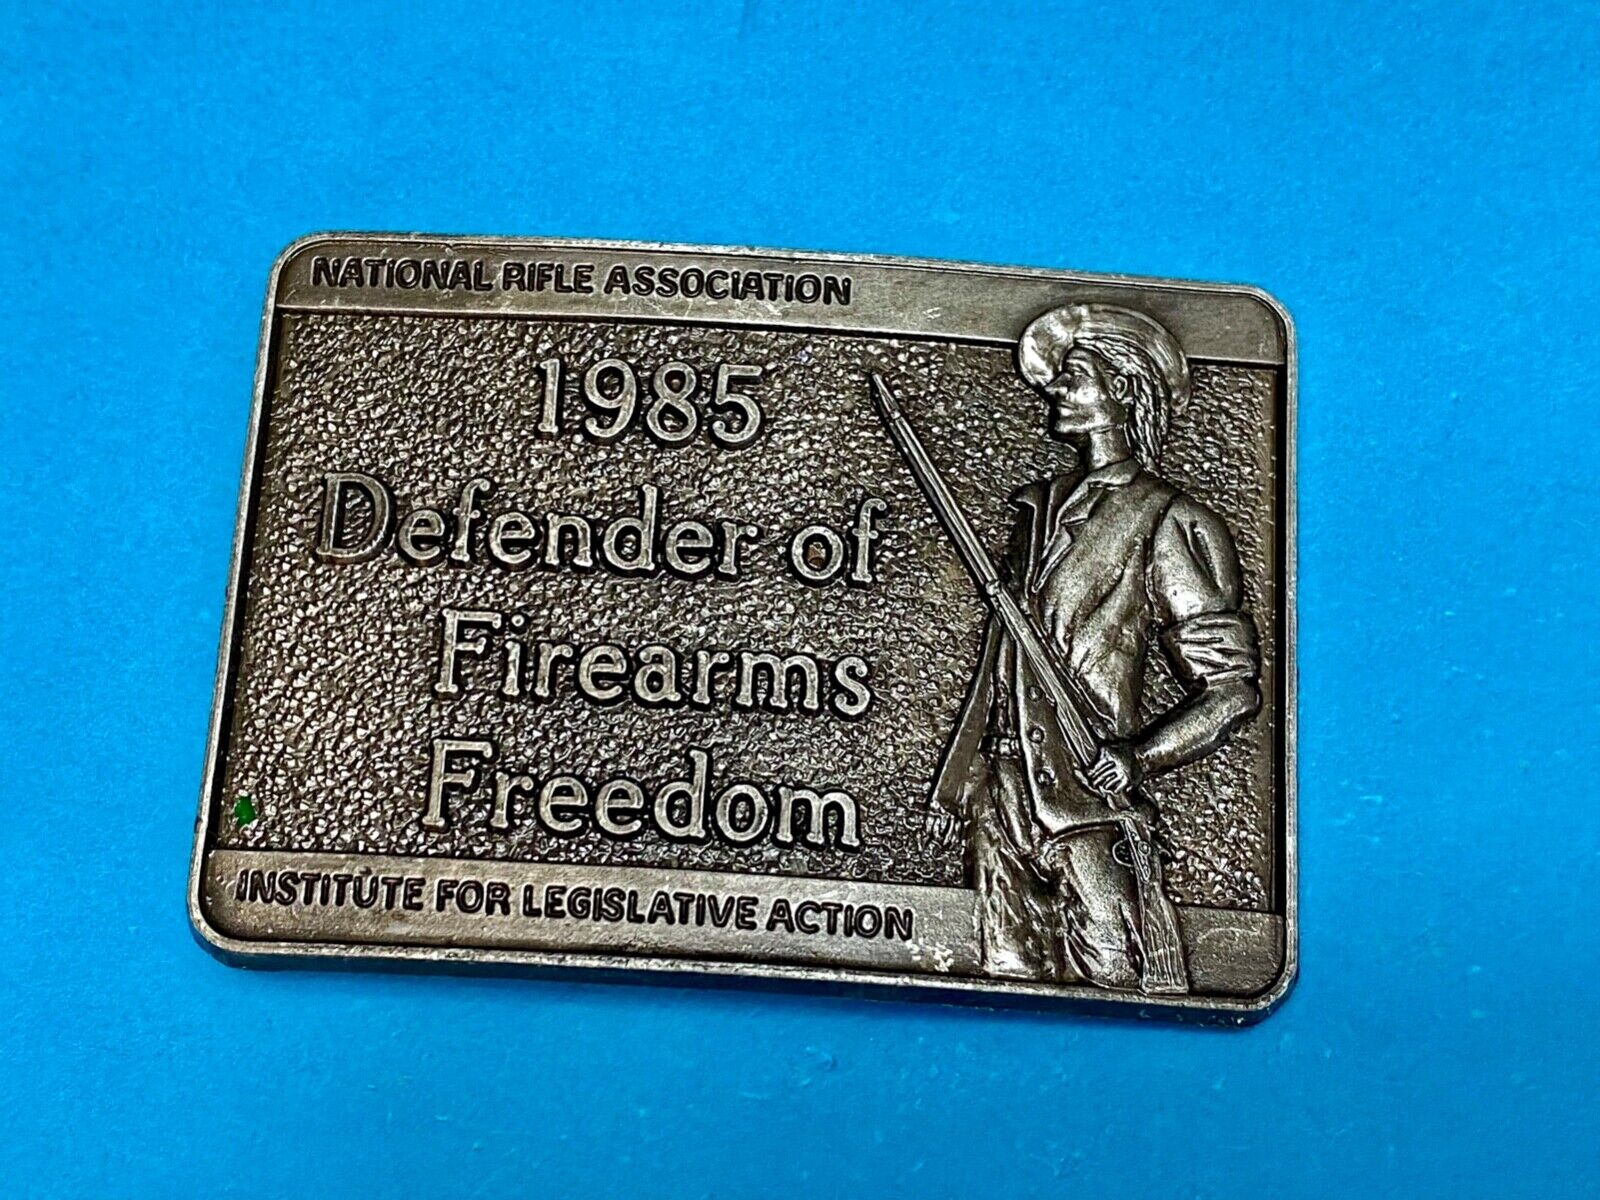 NATIONAL RIFLE ASSOCIATION
1985
Defender of
Firearms
Freedom
INSTITUTE FOR LEGISLATIVE ACTION